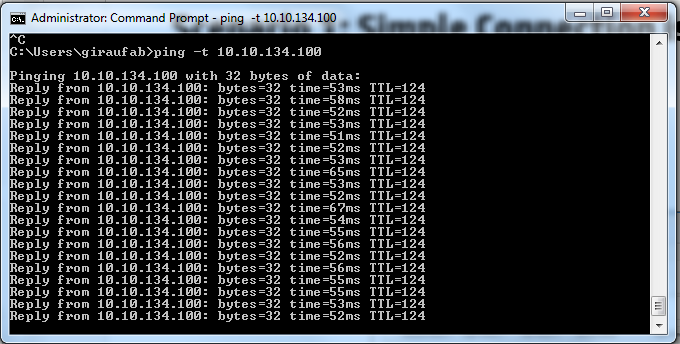 Administrator: Command Prompt - ping  -t 10.10.134.100
^C
C:\Users\giraufab>ping -t 10.10.134.100
Pinging 10.10.134.100 with 32 bytes of data:
Reply from 10.10.134.100: bytes=32 time=53ms TTL=124
Reply from 10.10.134.100: bytes=32 time=58ms TTL=124
Reply from 10.10.134.100: bytes=32 time=52ms TTL=124
Reply from 10.10.134.100: bytes=32 time=53ms TTL=124
Reply from 10.10.134.100: bytes=32 time=51ms TTL=124
Reply from 10.10.134.100: bytes=32 time=52ms TTL=124
Reply from 10.10.134.100: bytes=32 time=53ms TTL=124
Reply from 10.10.134.100: bytes=32 time=65ms TTL=124
Reply from 10.10.134.100: bytes=32 time=53ms TTL=124
Reply from 10.10.134.100: bytes=32 time=52ms TTL=124
Reply from 10.10.134.100: bytes=32 time=67ms TTL=124
Reply from 10.10.134.100: bytes=32 time=54ms TTL=124
Reply from 10.10.134.100: bytes=32 time=55ms TTL=124
Reply from 10.10.134.100: bytes=32 time=56ms TTL=124
Reply from 10.10.134.100: bytes=32 time=52ms TTL=124
Reply from 10.10.134.100: bytes=32 time=56ms TTL=124
Reply from 10.10.134.100: bytes=32 time=55ms TTL=124
Reply from 10.10.134.100: bytes=32 time=55ms TTL=124
Reply from 10.10.134.100: bytes=32 time=53ms TTL=124
Reply from 10.10.134.100: bytes=32 time=52ms TTL=124